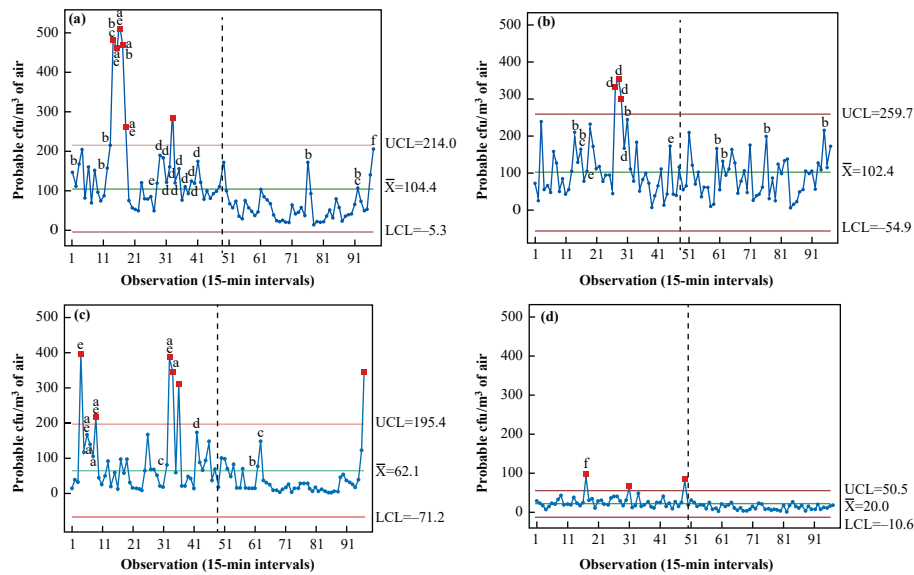 (a)
Probable cfu/m³ of air
500
400
300
200
100
0
b
b
c
a
e
a
e
a
b
a
e
b
b
e
d
d
d
d
d
d
d
d
b
b
c
f
UCL=214.0
X̅=104.4
LCL=–5.3
1 11 21 31 41 51 61 71 81 91
Observation (15-min intervals)
(b)
Probable cfu/m³ of air
500
400
300
200
100
0
b
b
c
e
d
d
d
b
b
e
b
b
b
b
UCL=259.7
X̅=102.4
LCL=–54.9
1 11 21 31 41 51 61 71 81 91
Observation (15-min intervals)
(c)
Probable cfu/m³ of air
500
400
300
200
100
0
e
a
e
a
a
a
e
c
a
e
a
d
b
c
UCL=195.4
X̅=62.1
LCL=–71.2
1 11 21 31 41 51 61 71 81 91
Observation (15-min intervals)
(d)
Probable cfu/m³ of air
500
400
300
200
100
0
f
UCL=50.5
X̅=20.0
LCL=–10.6
1 11 21 31 41 51 61 71 81 91
Observation (15-min intervals)